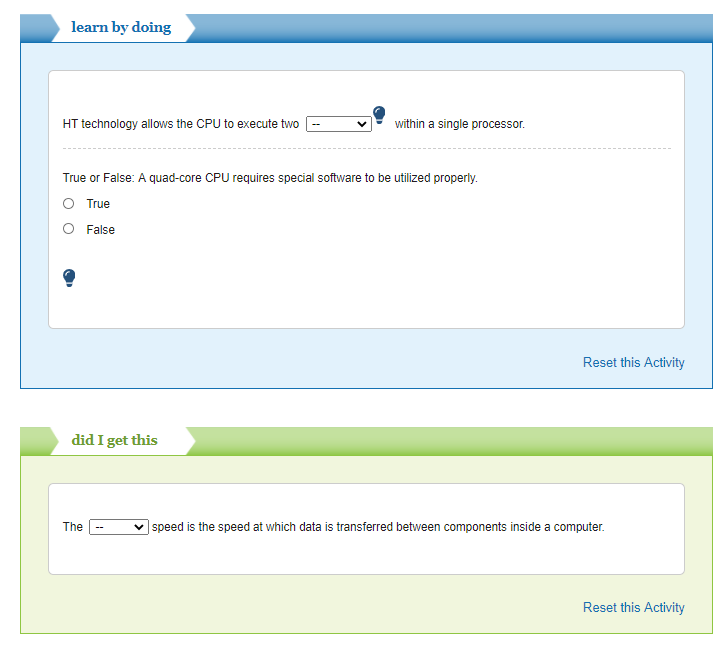 learn by doing
HT technology allows the CPU to execute two -- within a single processor.
True or False: A quad-core CPU requires special software to be utilized properly.
True
False
Reset this Activity
did I get this
The -- speed is the speed at which data is transferred between components inside a computer.
Reset this Activity